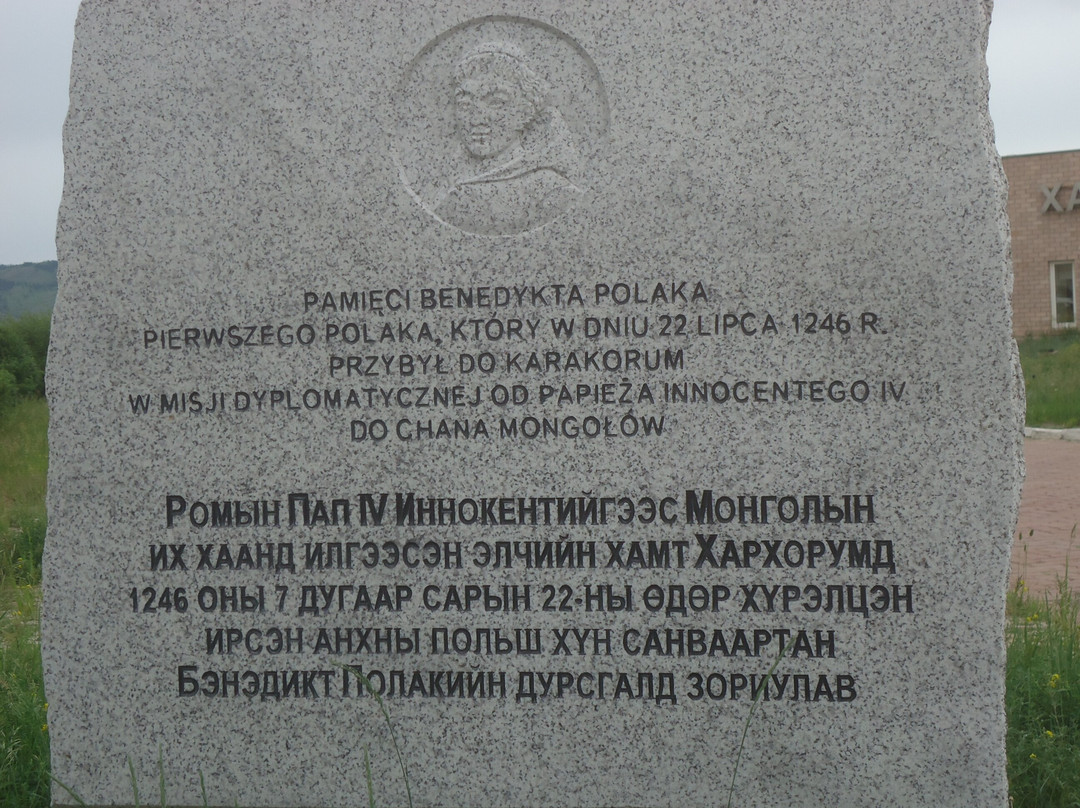 PAMIĘCI BENEDYKTA POLAKA
PIERWSZEGO POLAKA, KTÓRY W DNIU 22 LIPCA 1246 R.
PRZYBYŁ DO KARAKORUM
W MISJI DYPLOMATYCZNEJ OD PAPIEŻA INNOCENTEGO IV
DO CHANA MONGOŁÓW
РОМЫН ПАП IV ИННОКЕНТИЙГЭЭС МОНГОЛЫН
ИХ ХААНД ИЛГЭЭСЭН ЭЛЧИЙН ХАМТ ХАРХОРУМД
1246 ОНЫ 7 ДУГААР САРЫН 22-НЫ ӨДӨР ХҮРЭЛЦЭН
ИРСЭН АНХНЫ ПОЛЬШ ХҮН САНВААРТАН
БЭНЭДИКТ ПОЛАКИЙН ДУРСГАЛД ЗОРИУЛАВ